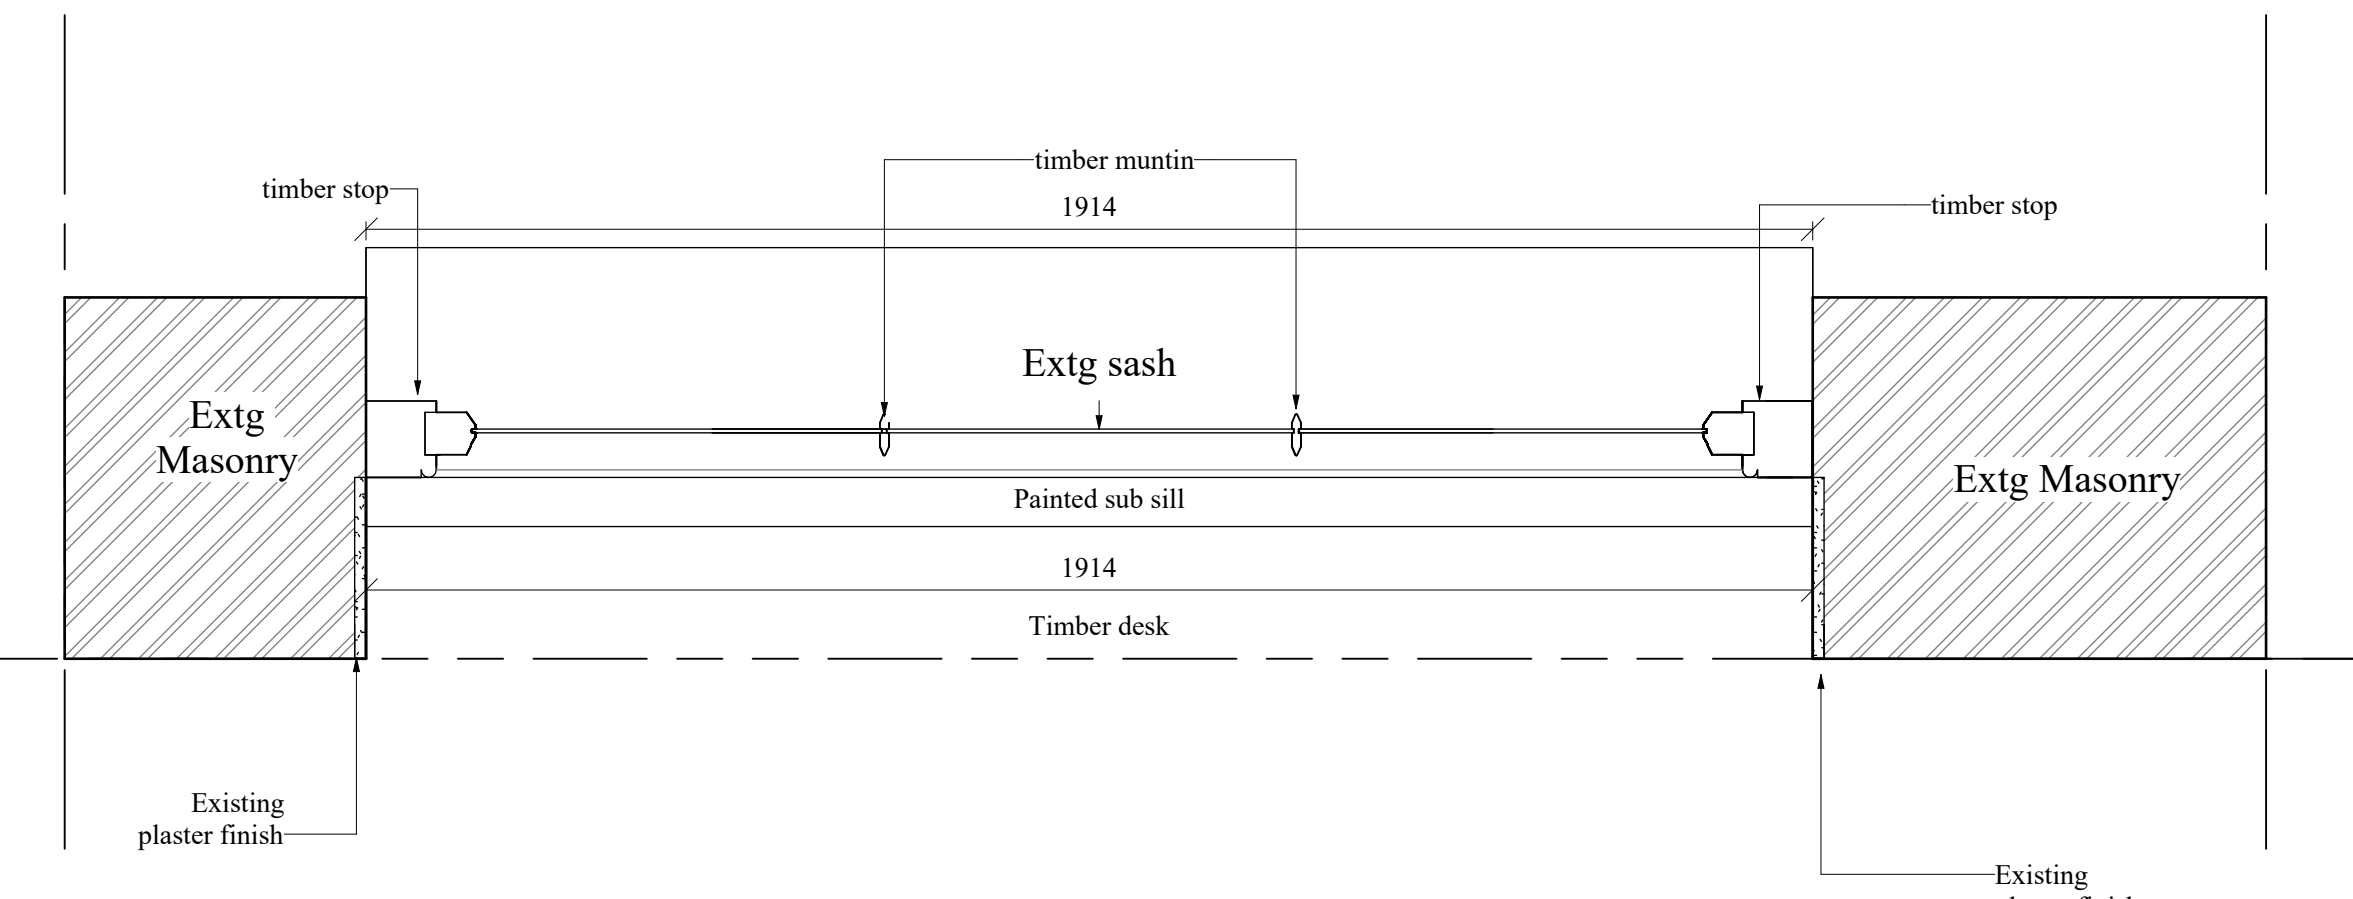 timber muntin
timber stop
1914
timber stop
Extg sash
Extg
Masonry
Extg Masonry
Painted sub sill
1914
Timber desk
Existing
plaster finish
Existing